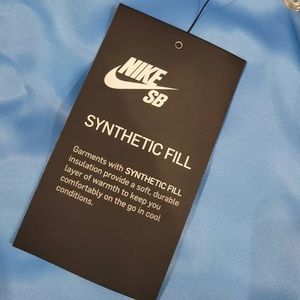 NIKE
SB
SYNTHETIC FILL
Garments with SYNTHETIC FILL
insulation provide a soft, durable
layer of warmth to keep you
comfortably on the go in cool
conditions.